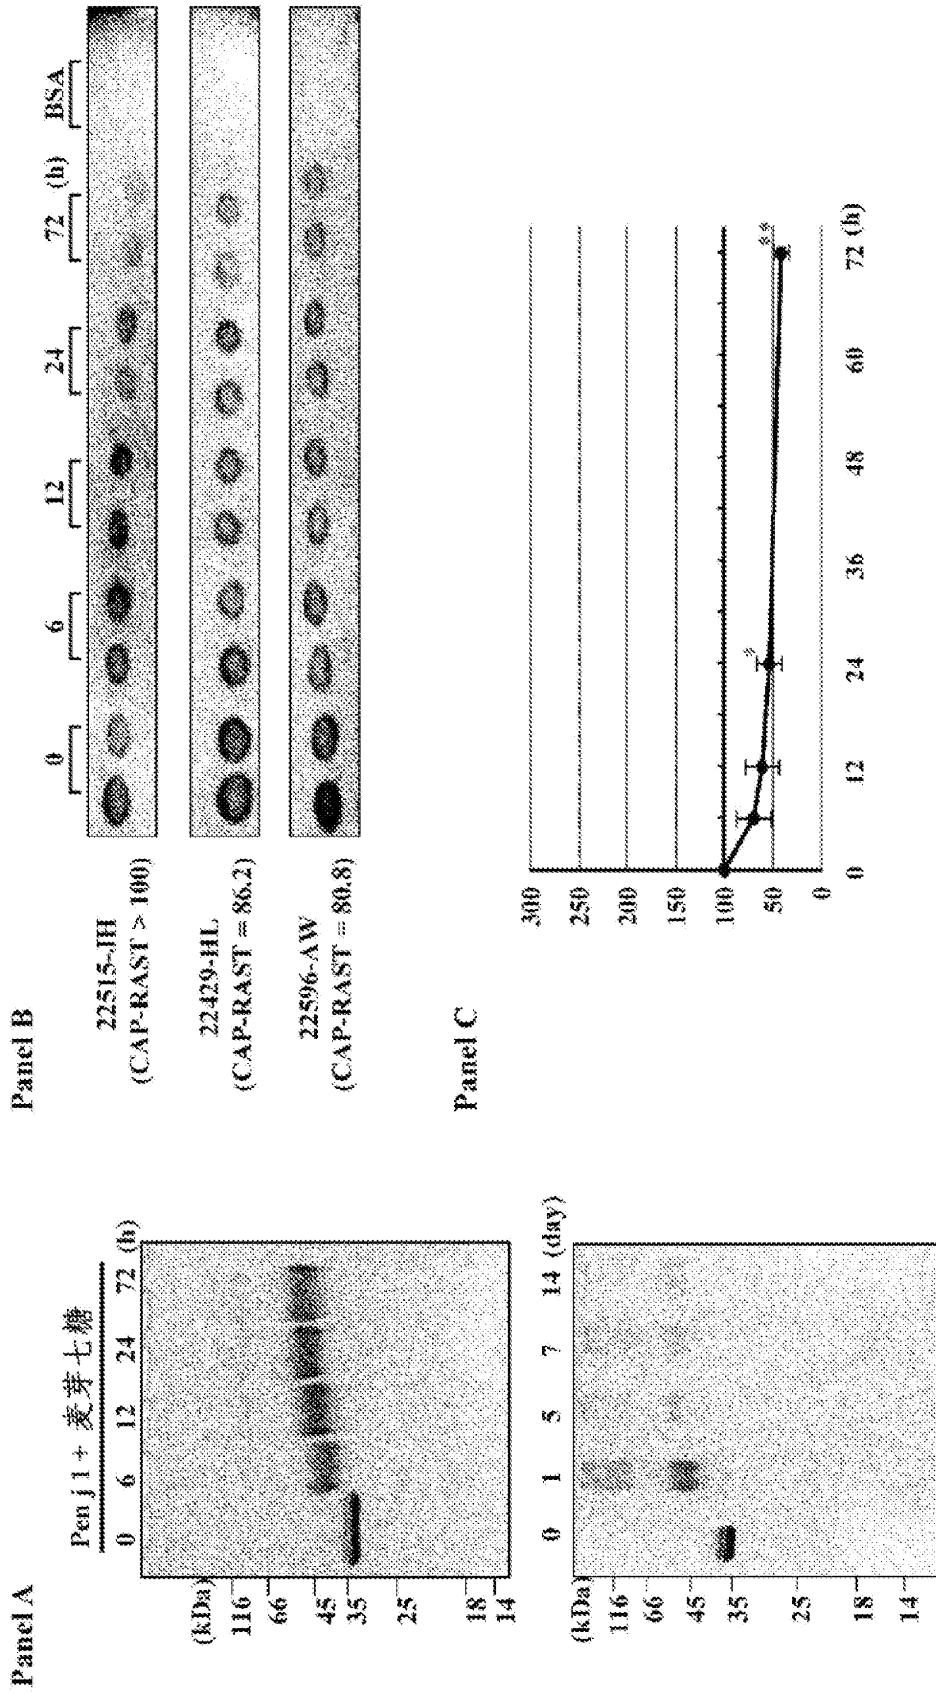 Panel A
Pen j 1 + 麦芽七糖
0 6 12 24 72 (h)
(kDa)
116
66
45
35
25
18
14
0 1 5 7 14 (day)
(kDa)
116
66
45
35
25
18
14
Panel B
0 6 12 24 72 (h) BSA
22515-JH
(CAP-RAST > 100)
22429-HL
(CAP-RAST = 86.2)
22596-AW
(CAP-RAST = 80.8)
Panel C
300
250
200
150
100
50
0
*
**
0 12 24 36 48 60 72 (h)